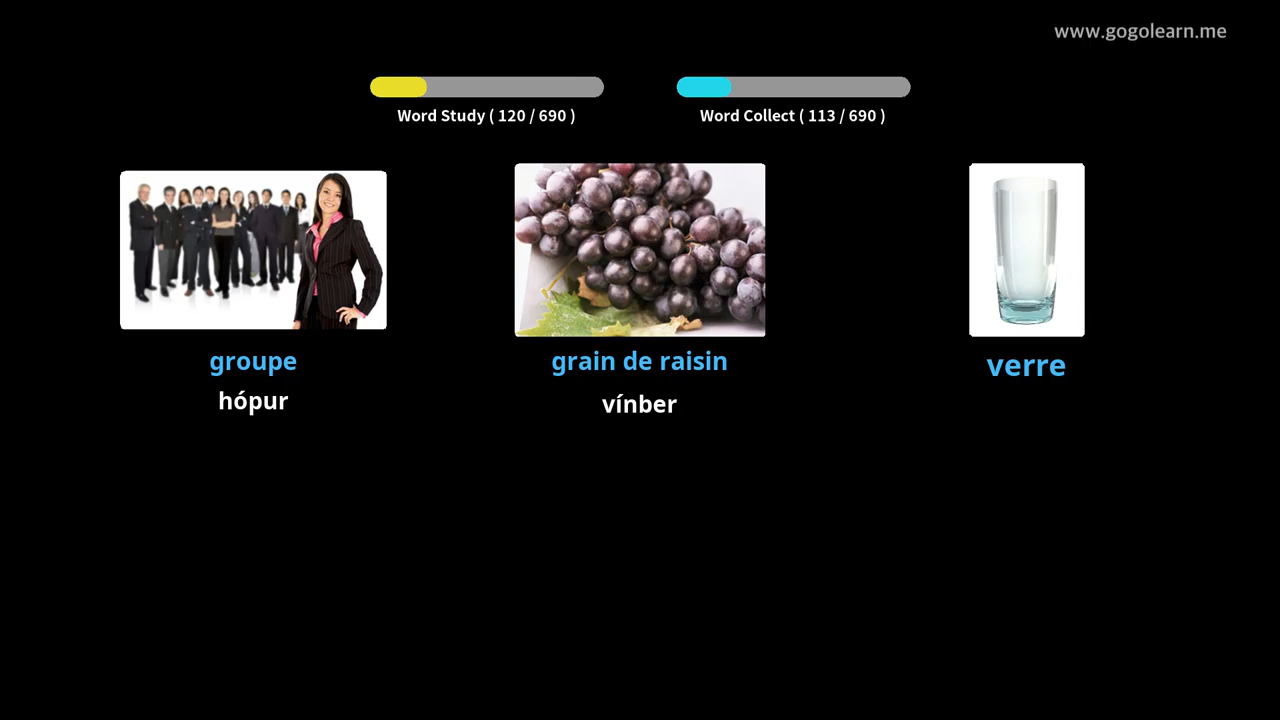 www.gogolearn.me
Word Study ( 120 / 690 )
Word Collect ( 113 / 690 )
groupe
hópur
grain de raisin
vínber
verre